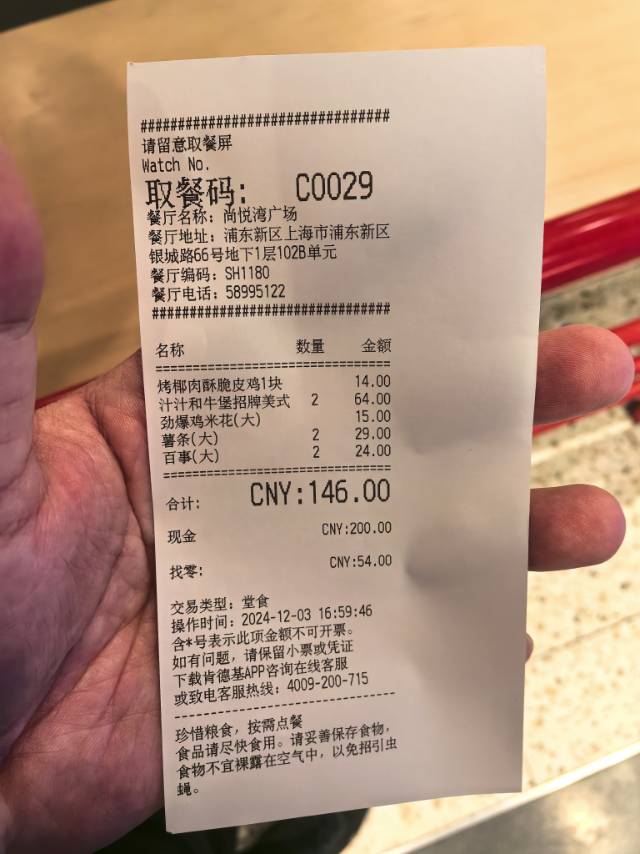 ##############################
请留意取餐屏
Watch No.
取餐码: C0029
餐厅名称: 尚悦湾广场
餐厅地址: 浦东新区上海市浦东新区
银城路66号地下1层102B单元
餐厅编码: SH1180
餐厅电话: 58995122
##############################
名称 数量 金额
==============================
烤椰肉酥脆皮鸡1块 14.00
汁汁和牛堡招牌美式 2 64.00
劲爆鸡米花(大) 15.00
薯条(大) 2 29.00
百事(大) 2 24.00
==============================
合计: CNY:146.00
现金 CNY:200.00
找零: CNY:54.00
交易类型: 堂食
操作时间: 2024-12-03 16:59:46
含*号表示此项金额不可开票。
如有问题, 请保留小票或凭证
下载肯德基APP咨询在线客服
或致电客服热线: 4009-200-715
------------------------------
珍惜粮食, 按需点餐
食品请尽快食用。请妥善保存食物,
食物不宜裸露在空气中, 以免招引虫
蝇。